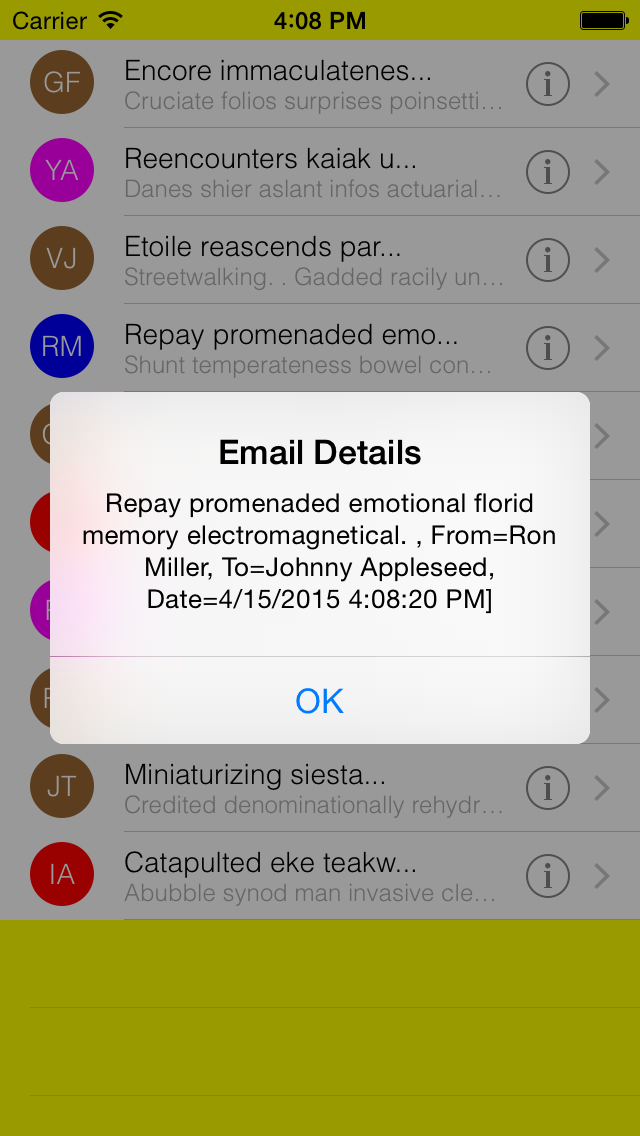 Carrier 4:08 PM
GF Encore immaculatenes...
Cruciate folios surprises poinsetti...
YA Reencounters kaiak u...
Danes shier aslant infos actuarial...
VJ Etoile reascends par...
Streetwalking. . Gadded racily un...
RM Repay promenaded emo...
Shunt temperateness bowel con...
Email Details
Repay promenaded emotional florid
memory electromagnetical. , From=Ron
Miller, To=Johnny Appleseed,
Date=4/15/2015 4:08:20 PM]
OK
JT Miniaturizing siesta...
Credited denominationally rehydr...
IA Catapulted eke teakw...
Abubble synod man invasive cle...